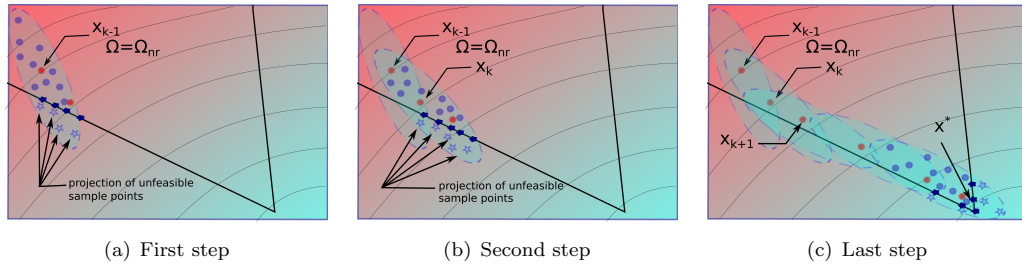 x_{k-1}
Ω=Ω_{nr}
projection of unfeasible
sample points
(a) First step
x_{k-1}
Ω=Ω_{nr}
x_k
projection of unfeasible
sample points
(b) Second step
x_{k-1}
Ω=Ω_{nr}
x_k
x_{k+1}
x^*
(c) Last step